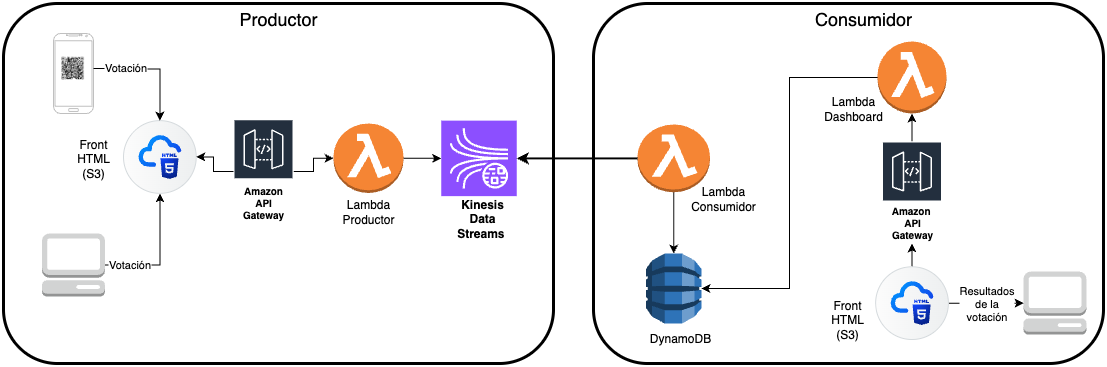 Productor
Votación
Front
HTML
(S3)
HTML
5
</>
Amazon
API
Gateway
Lambda
Productor
Kinesis
Data
Streams
Votación
Consumidor
Lambda
Dashboard
Lambda
Consumidor
</>
Amazon
API
Gateway
DynamoDB
Front
HTML
(S3)
HTML
5
Resultados
de la
votación